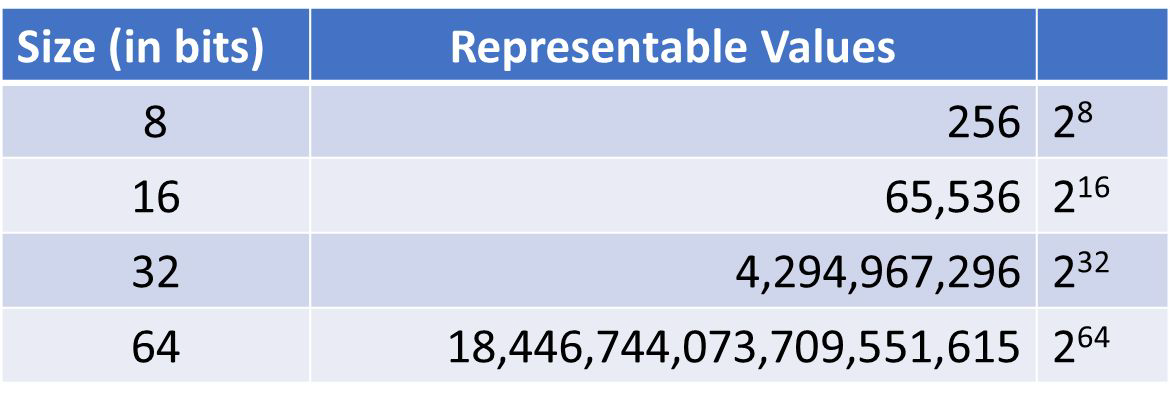 Size (in bits) Representable Values
8 256 2⁸
16 65,536 2¹⁶
32 4,294,967,296 2³²
64 18,446,744,073,709,551,615 2⁶⁴